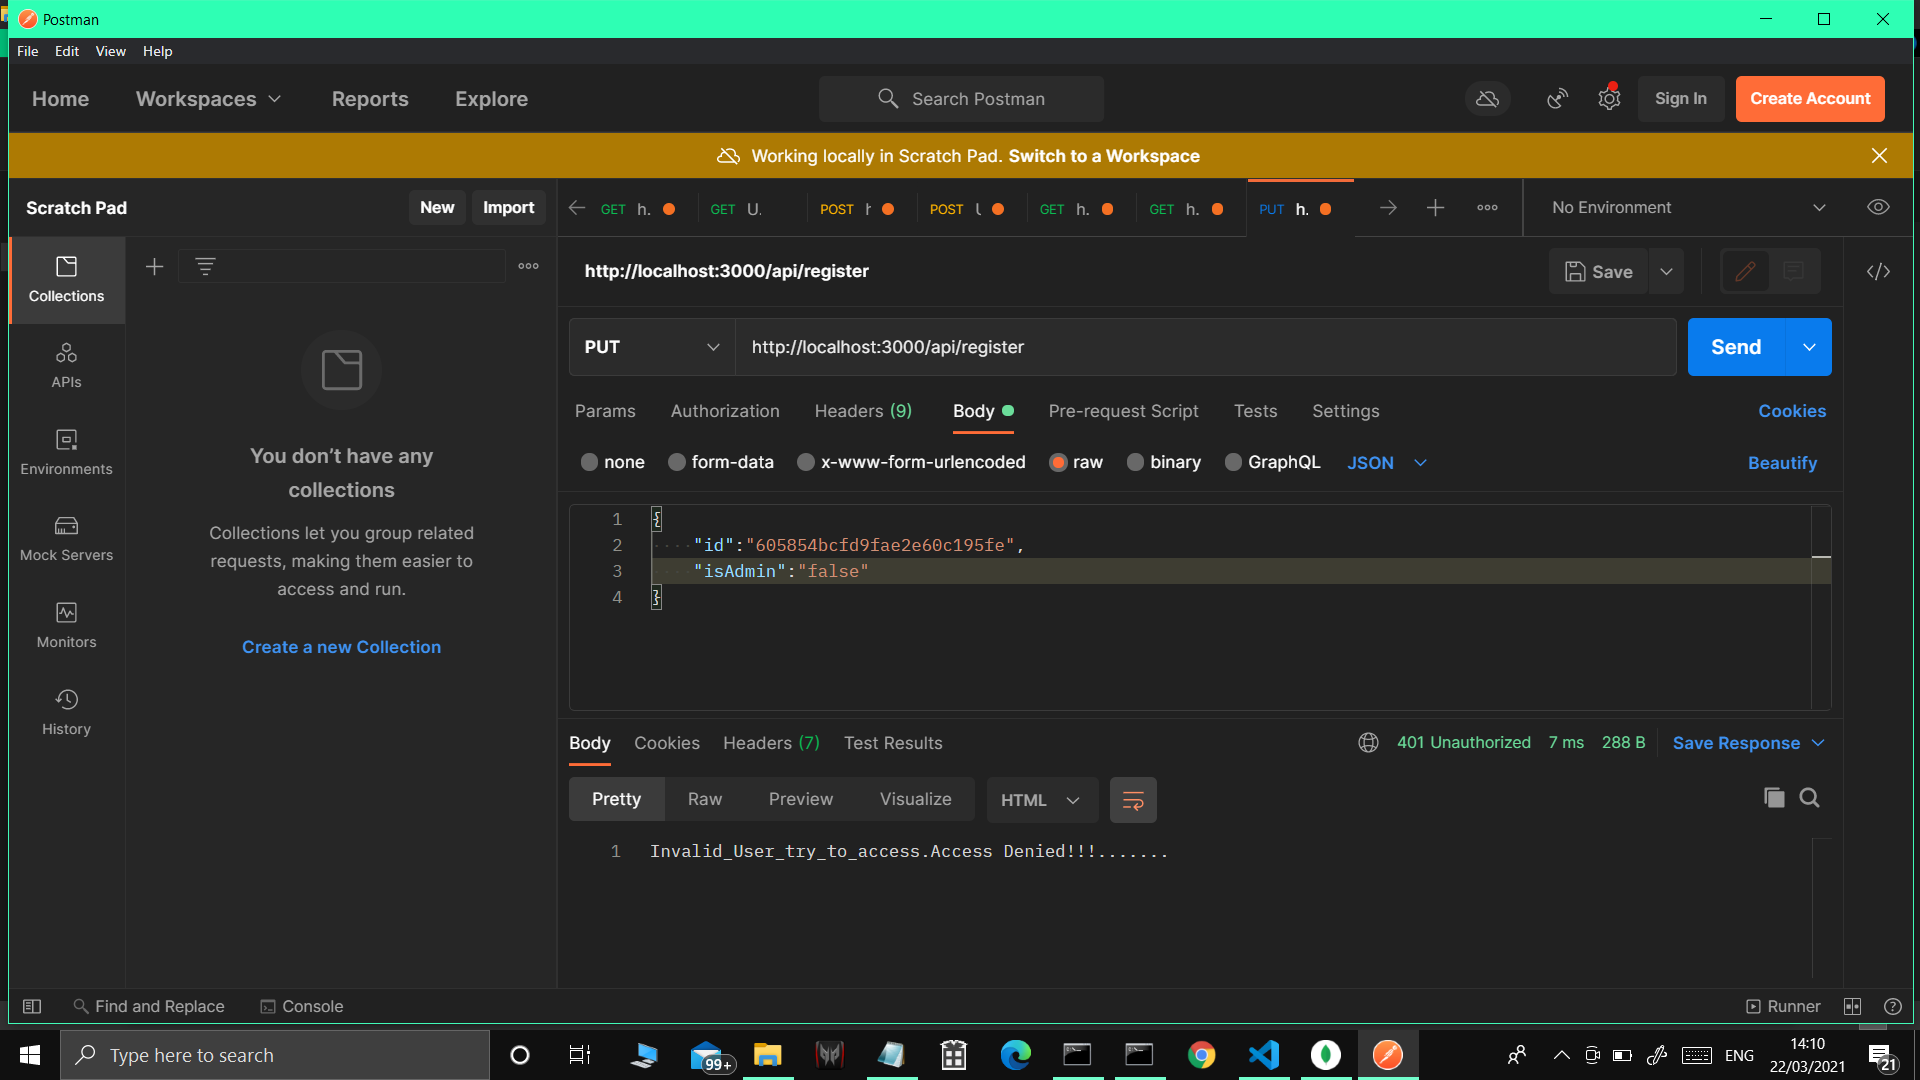 Postman
File Edit View Help
Home Workspaces Reports Explore Search Postman Sign In Create Account
Working locally in Scratch Pad. Switch to a Workspace
Scratch Pad New Import GET h. GET U. POST h POST U GET h. GET h. PUT h. No Environment
Collections
APIs
Environments
Mock Servers
Monitors
History
You don't have any
collections
Collections let you group related
requests, making them easier to
access and run.
Create a new Collection
http://localhost:3000/api/register Save
PUT http://localhost:3000/api/register Send
Params Authorization Headers (9) Body Pre-request Script Tests Settings Cookies
none form-data x-www-form-urlencoded raw binary GraphQL JSON Beautify
1 {
2 "id":"605854bcfd9fae2e60c195fe",
3 "isAdmin":"false"
4 }
Body Cookies Headers (7) Test Results 401 Unauthorized 7 ms 288 B Save Response
Pretty Raw Preview Visualize HTML
1 Invalid_User_try_to_access.Access Denied!!!.......
Find and Replace Console Runner
Type here to search 99+ ENG 14:10
22/03/2021 21